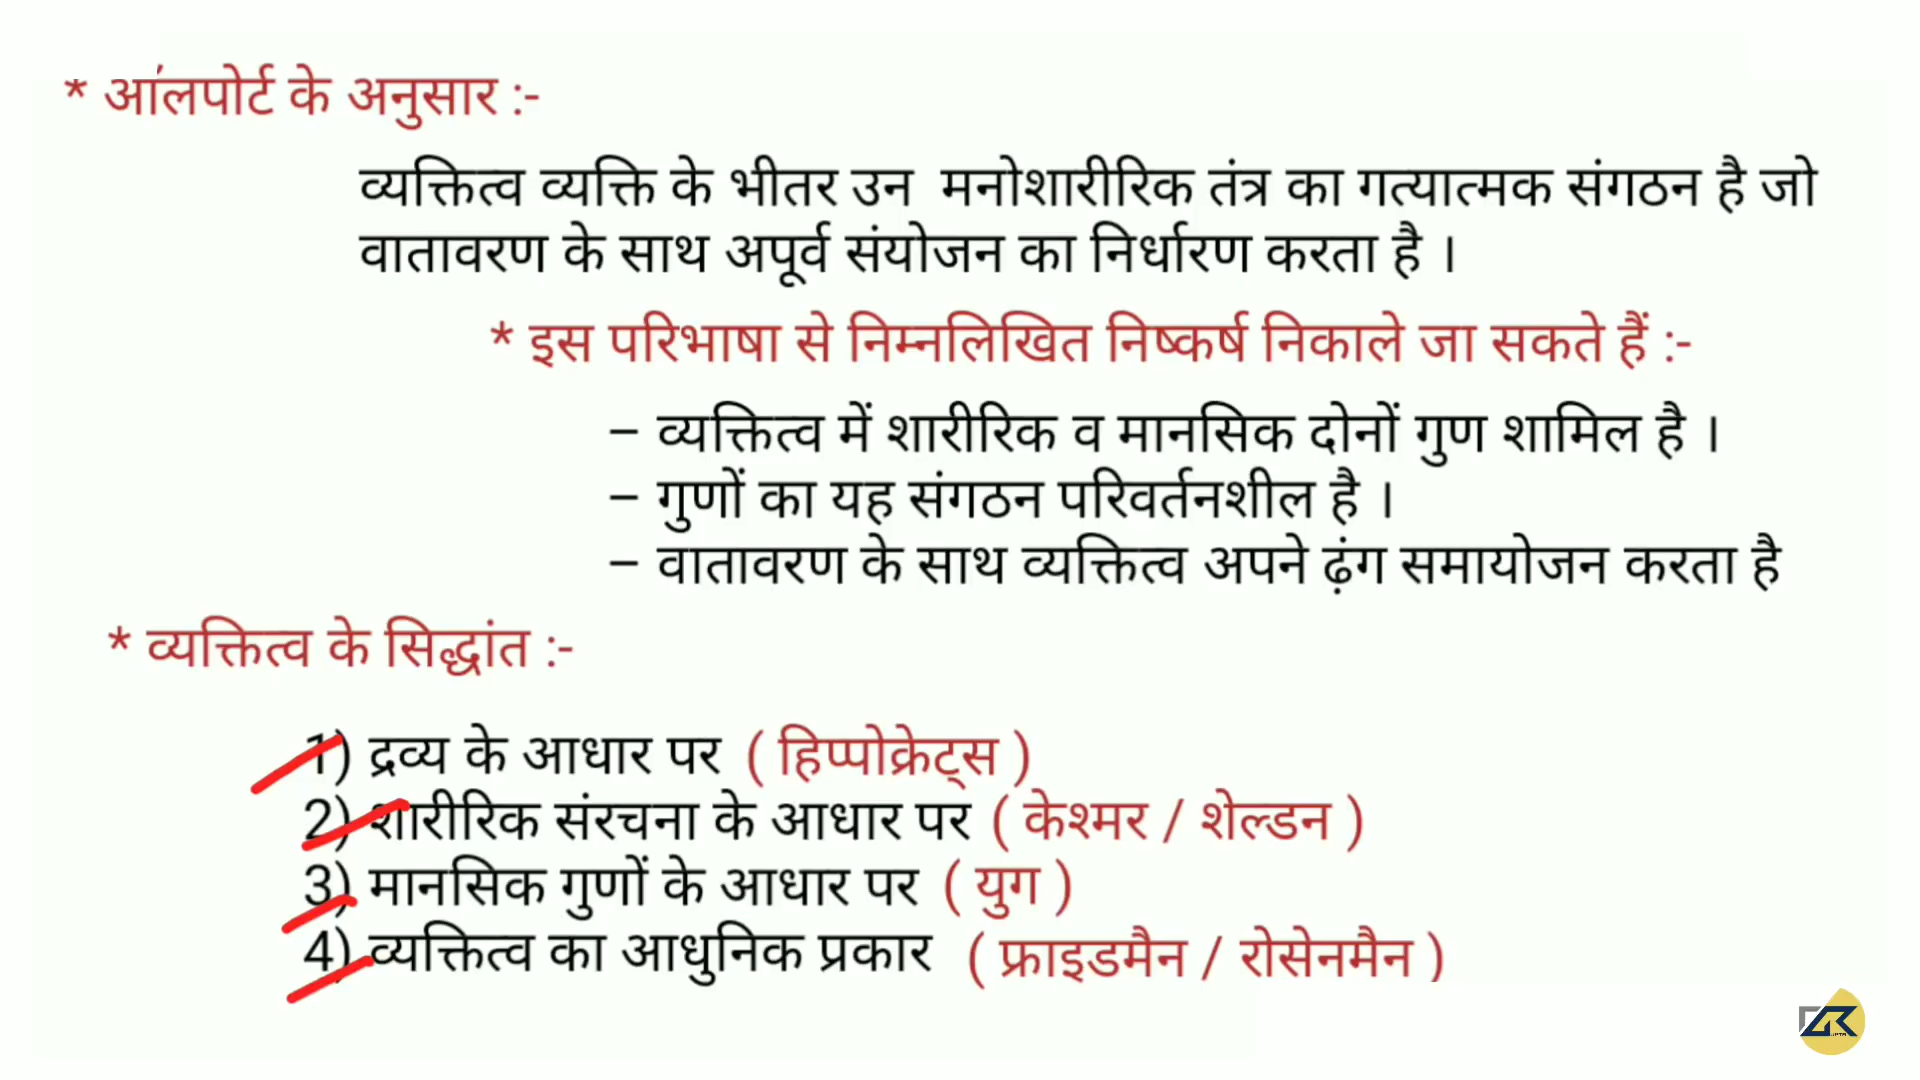 * ऑलपोर्ट के अनुसार :-
व्यक्तित्व व्यक्ति के भीतर उन मनोशारीरिक तंत्र का गत्यात्मक संगठन है जो
वातावरण के साथ अपूर्व संयोजन का निर्धारण करता है ।
* इस परिभाषा से निम्नलिखित निष्कर्ष निकाले जा सकते हैं :-
– व्यक्तित्व में शारीरिक व मानसिक दोनों गुण शामिल है ।
– गुणों का यह संगठन परिवर्तनशील है ।
– वातावरण के साथ व्यक्तित्व अपने ढ़ंग समायोजन करता है
* व्यक्तित्व के सिद्धांत :-
1) द्रव्य के आधार पर ( हिप्पोक्रेट्स )
2) शारीरिक संरचना के आधार पर ( केश्मर / शेल्डन )
3) मानसिक गुणों के आधार पर ( युग )
4) व्यक्तित्व का आधुनिक प्रकार ( फ्राइडमैन / रोसेनमैन )